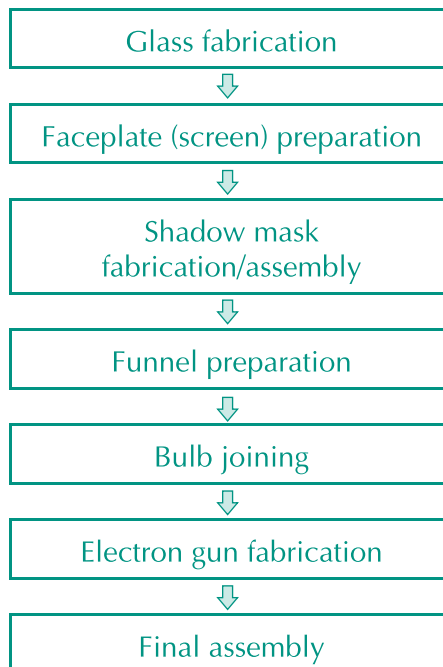 Glass fabrication
Faceplate (screen) preparation
Shadow mask
fabrication/assembly
Funnel preparation
Bulb joining
Electron gun fabrication
Final assembly